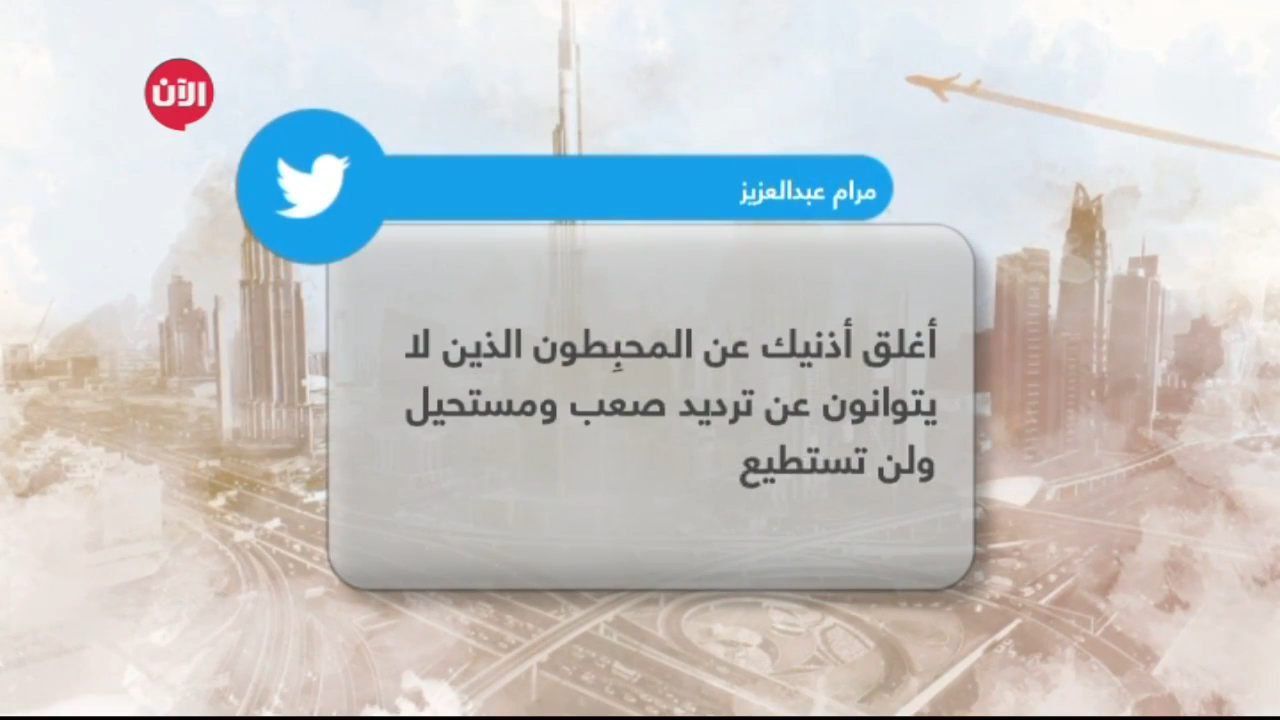 الآن
مرام عبدالعزيز
أغلق أذنيك عن المحبِطون الذين لا
يتوانون عن ترديد صعب ومستحيل
ولن تستطيع